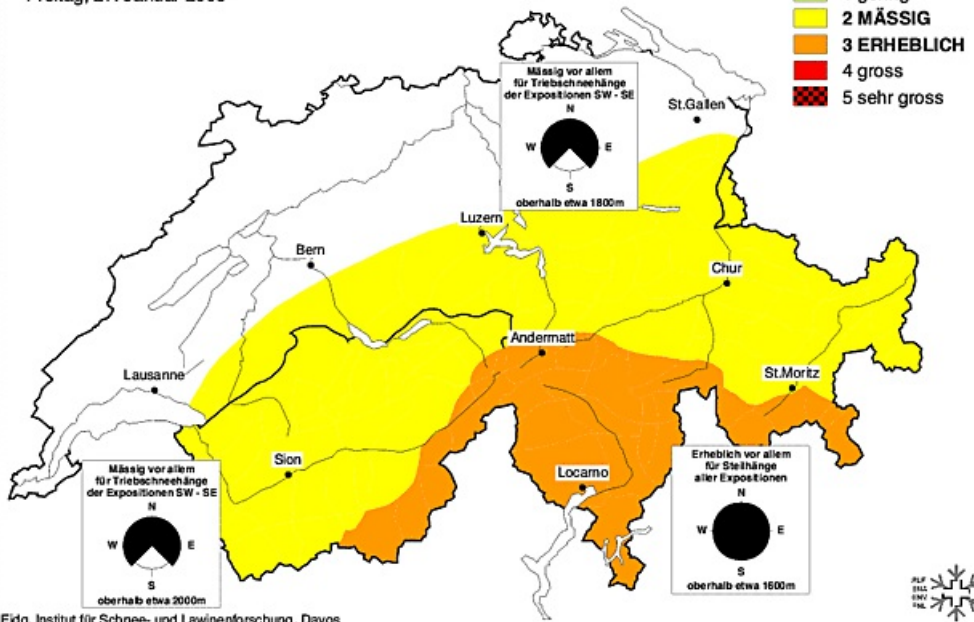 2 MÄSSIG
3 ERHEBLICH
4 gross
5 sehr gross
Mässig vor allem
für Triebschneehänge
der Expositionen SW - SE
N
W E
S
oberhalb etwa 1800m
St.Gallen
Luzern
Bern
Chur
Andermatt
Lausanne
St.Moritz
Sion
Locarno
Mässig vor allem
für Triebschneehänge
der Expositionen SW - SE
N
W E
S
oberhalb etwa 2000m
Erheblich vor allem
für Steilhänge
aller Expositionen
N
W E
S
oberhalb etwa 1600m
Eidg. Institut für Schnee- und Lawinenforschung, Davos